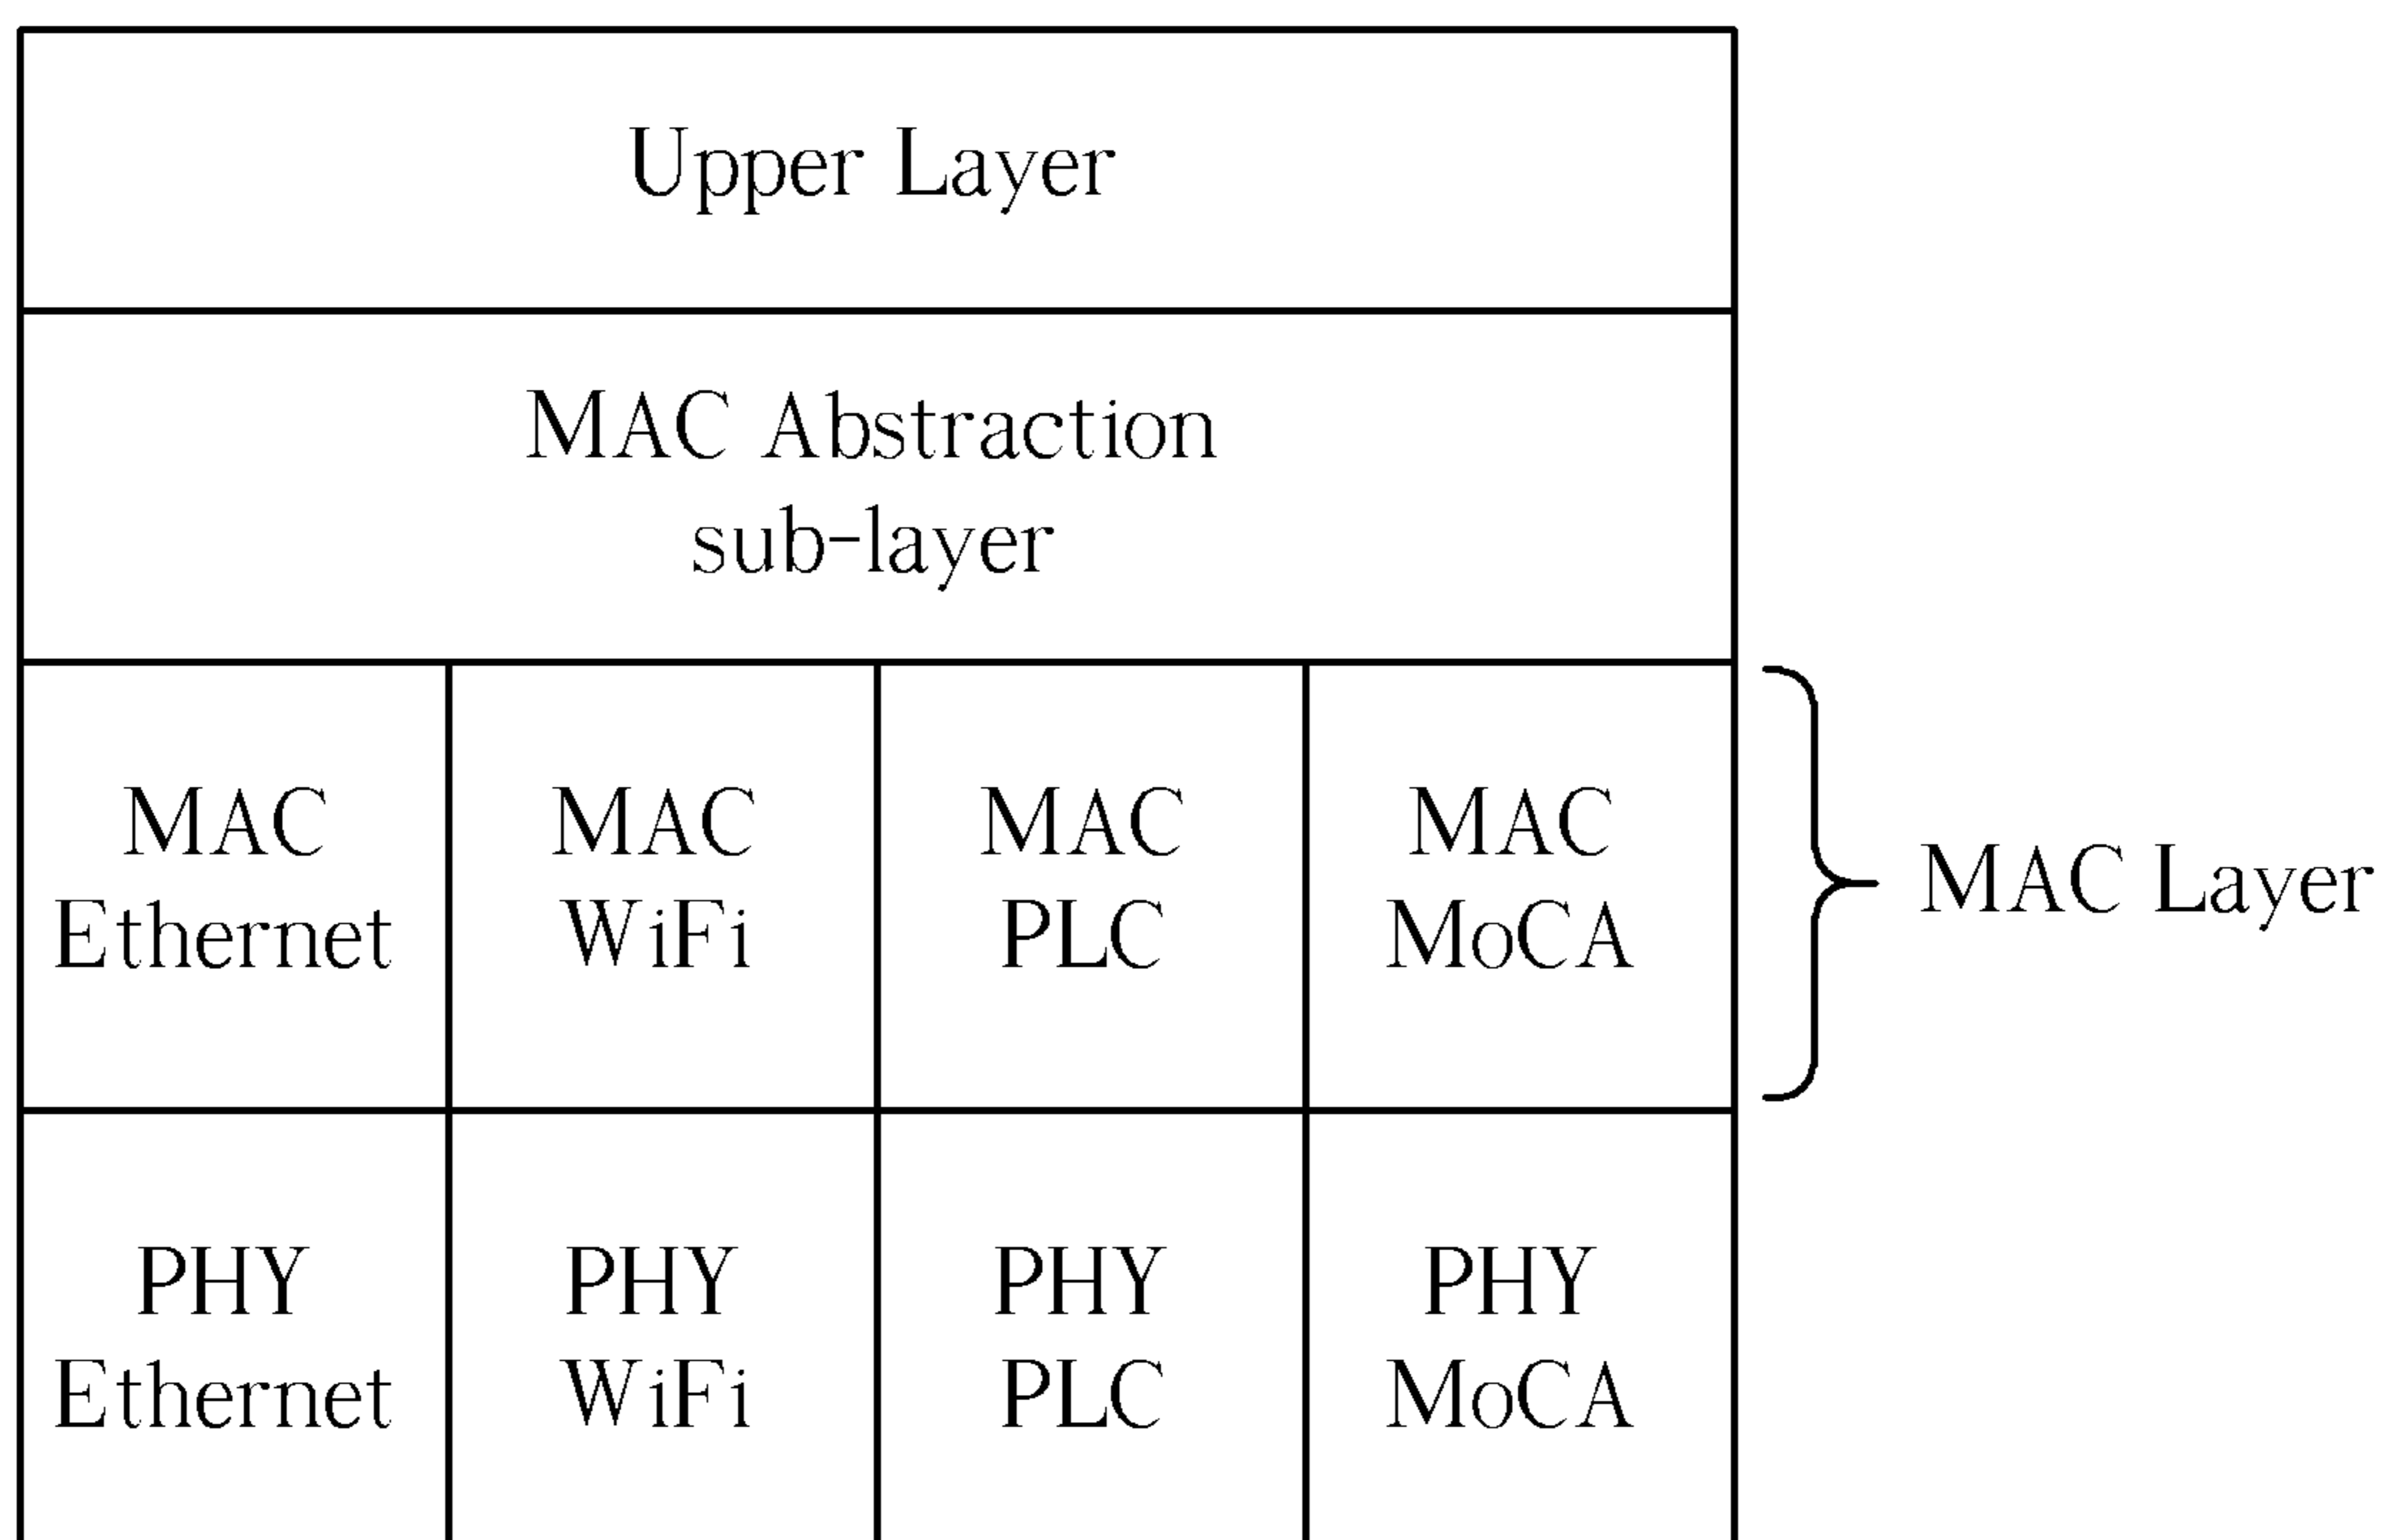 Upper Layer
MAC Abstraction
sub-layer
MAC
Ethernet
MAC
WiFi
MAC
PLC
MAC
MoCA
MAC Layer
PHY
Ethernet
PHY
WiFi
PHY
PLC
PHY
MoCA